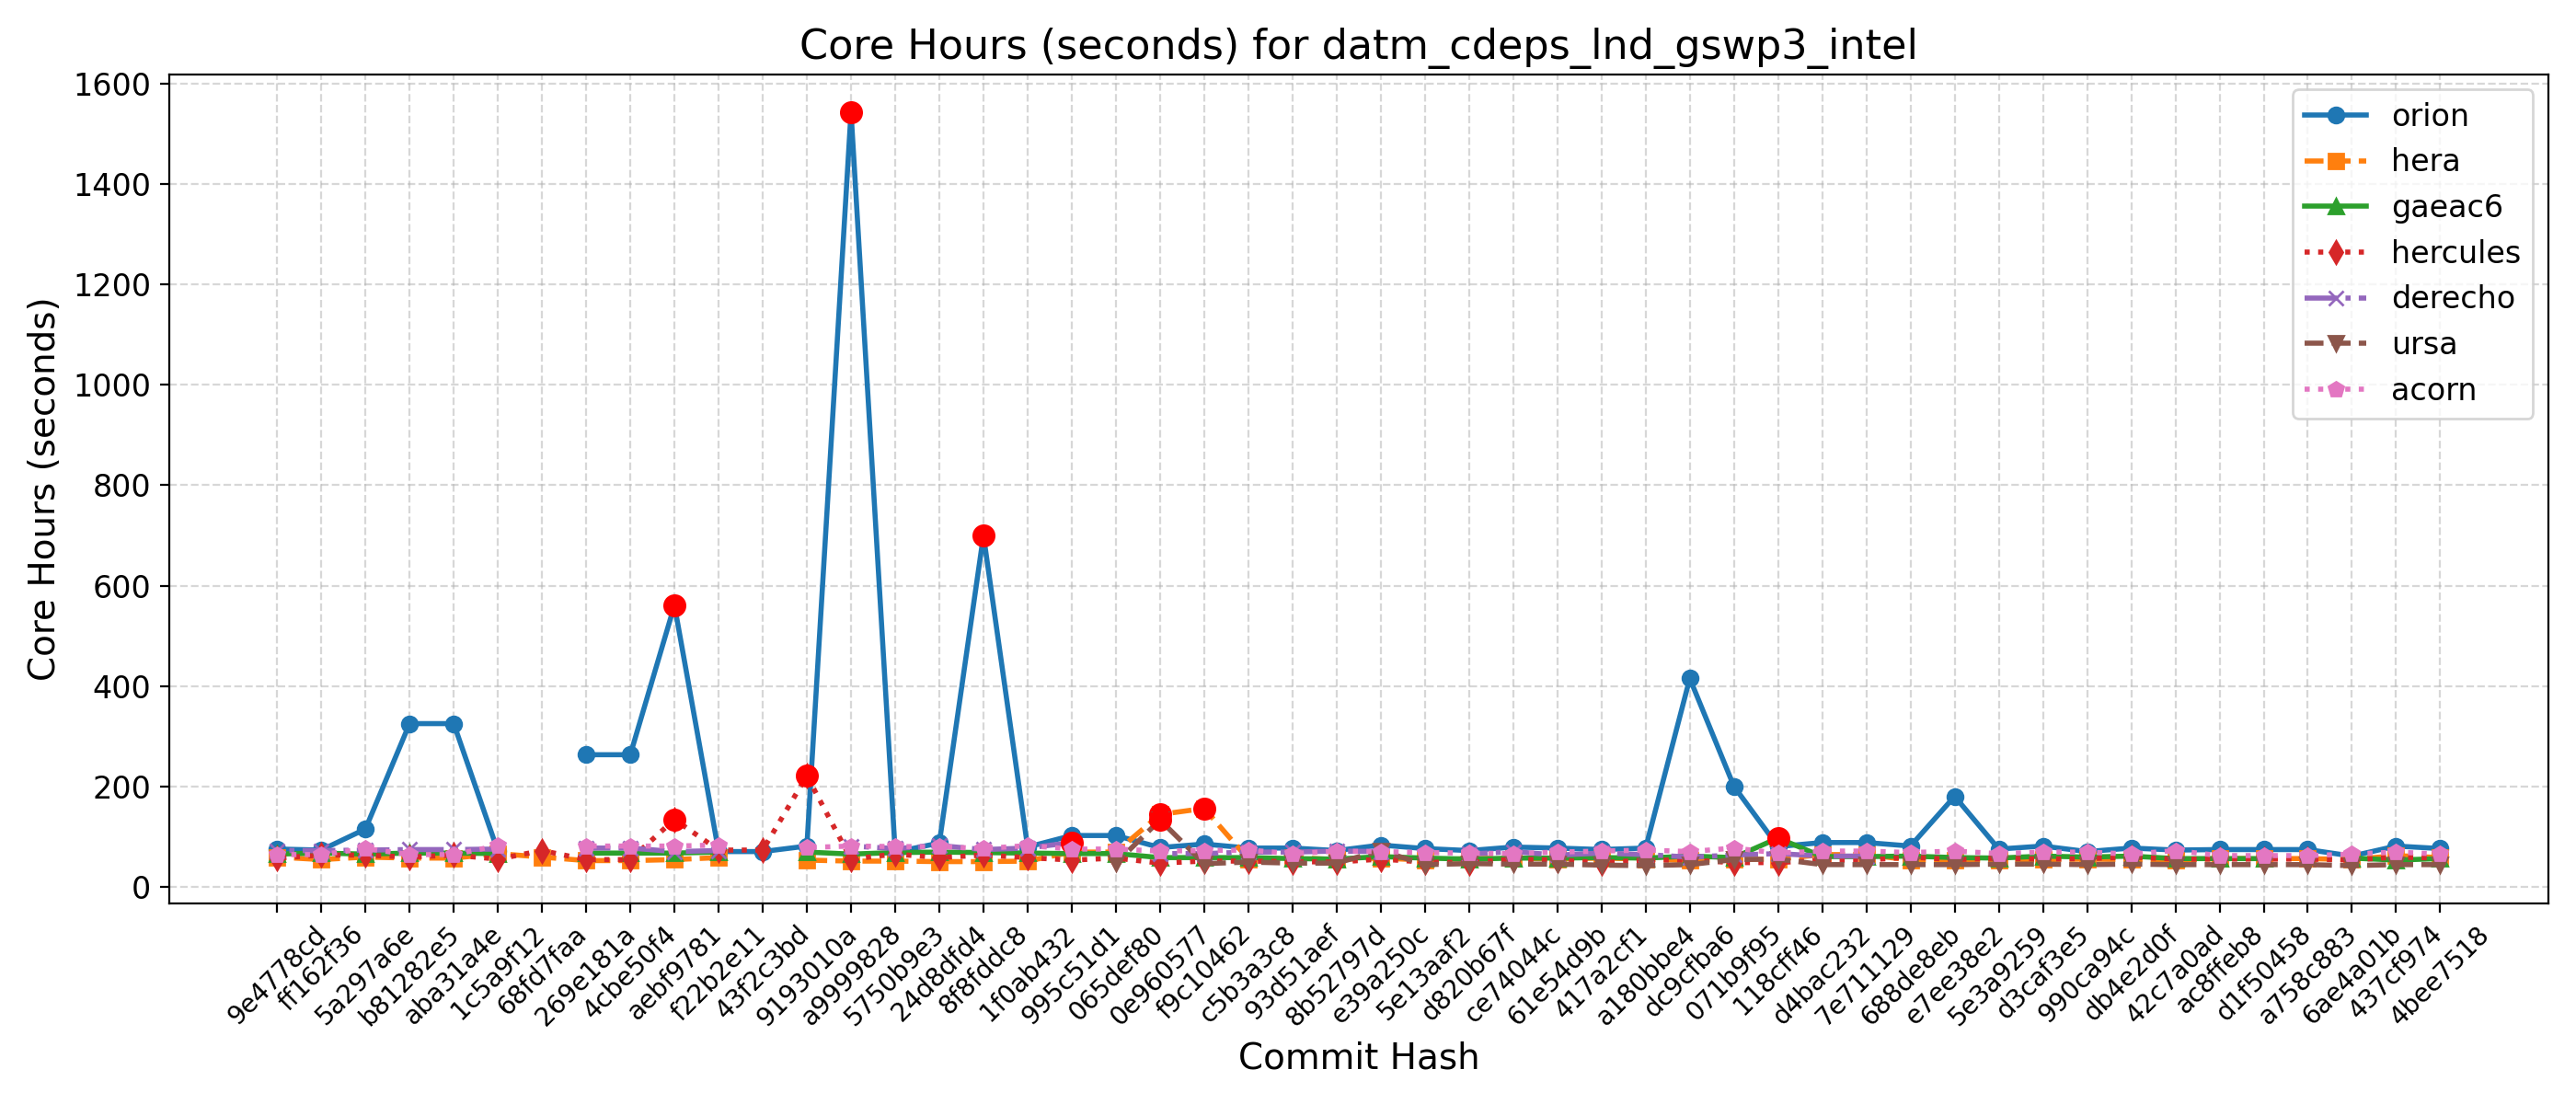 Core Hours (seconds) for datm_cdeps_lnd_gswp3_intel
Core Hours (seconds)
1600
1400
1200
1000
800
600
400
200
0
orion
hera
gaeac6
hercules
derecho
ursa
acorn
9e4778cd
ff162f36
5a297a6e
b81282e5
aba31a4e
1c5a9f12
68fd7faa
269e181a
4cbe50f4
aebf9781
f22b2e11
43f2c3bd
9193010a
a9999828
5750b9e3
24d8dfd4
8f8fddc8
1f0ab432
995c51d1
065def80
0e960577
f9c10462
c5b3a3c8
93d51aef
8b52797d
e39a250c
5e13aaf2
d820b67f
ce74044c
61e54d9b
417a2cf1
a180bbe4
dc9cfba6
071b9f95
118cff46
d4bac232
7e711129
688de8eb
e7ee38e2
5e3a9259
d3caf3e5
990ca94c
db4e2d0f
42c7a0ad
ac8ffeb8
d1f50458
a758c883
6ae4a01b
437cf974
4bee7518
Commit Hash